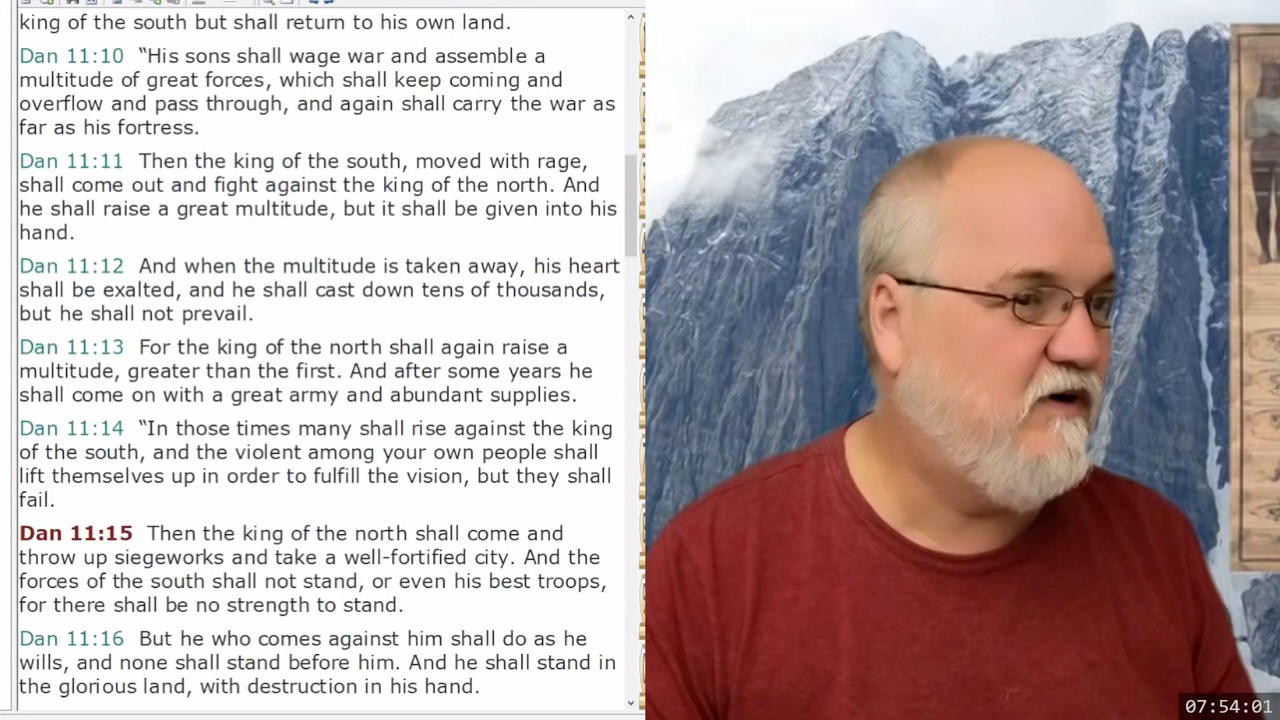 king of the south but shall return to his own land.
Dan 11:10 “His sons shall wage war and assemble a
multitude of great forces, which shall keep coming and
overflow and pass through, and again shall carry the war as
far as his fortress.
Dan 11:11 Then the king of the south, moved with rage,
shall come out and fight against the king of the north. And
he shall raise a great multitude, but it shall be given into his
hand.
Dan 11:12 And when the multitude is taken away, his heart
shall be exalted, and he shall cast down tens of thousands,
but he shall not prevail.
Dan 11:13 For the king of the north shall again raise a
multitude, greater than the first. And after some years he
shall come on with a great army and abundant supplies.
Dan 11:14 “In those times many shall rise against the king
of the south, and the violent among your own people shall
lift themselves up in order to fulfill the vision, but they shall
fail.
Dan 11:15 Then the king of the north shall come and
throw up siegeworks and take a well-fortified city. And the
forces of the south shall not stand, or even his best troops,
for there shall be no strength to stand.
Dan 11:16 But he who comes against him shall do as he
wills, and none shall stand before him. And he shall stand in
the glorious land, with destruction in his hand.
07:54:01